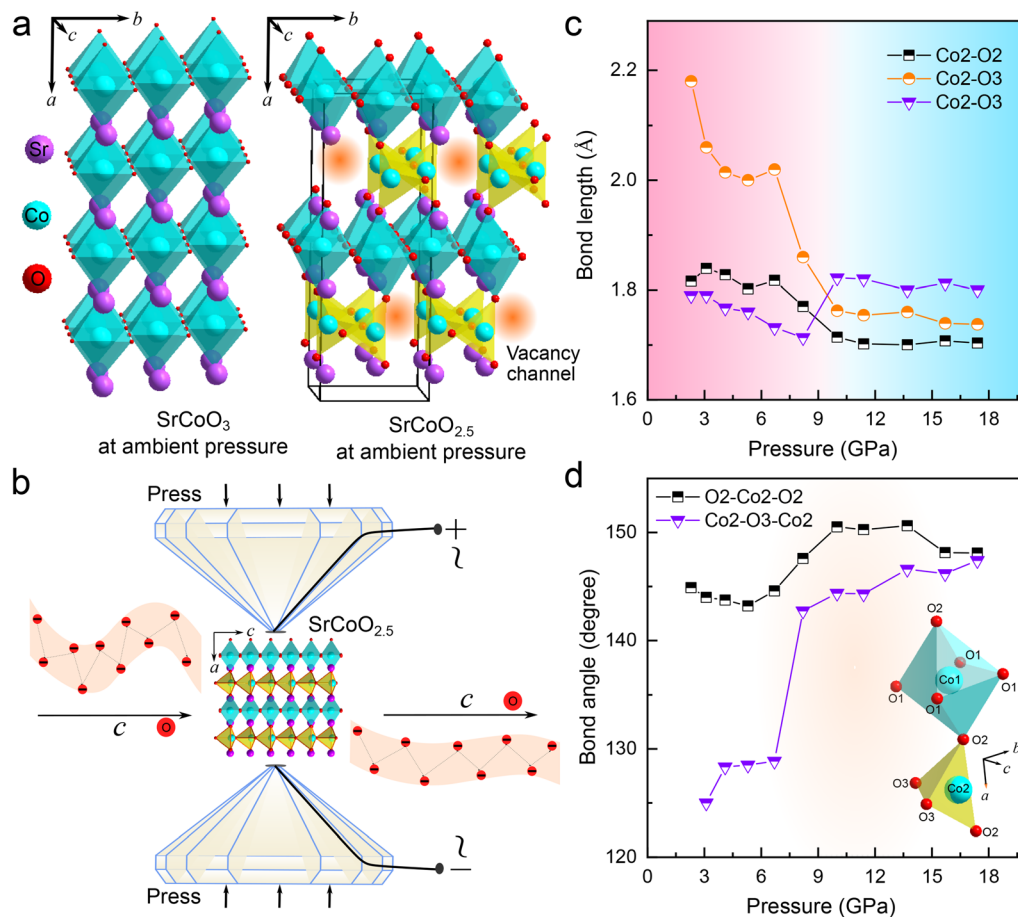 a
b
c
a
b
c
a
Sr
Co
O
Vacancy
channel
SrCoO3
at ambient pressure
SrCoO2.5
at ambient pressure
b
Press
+
~
SrCoO2.5
c
a
c
O
c
O
~
−
Press
c
Bond length (Å)
2.2
2.0
1.8
1.6
Co2-O2
Co2-O3
Co2-O3
0 3 6 9 12 15 18
Pressure (GPa)
d
Bond angle (degree)
150
140
130
120
O2-Co2-O2
Co2-O3-Co2
O2
O1
Co1
O1
O1
O1
O2
b
c
a
O3
Co2
O3
O2
3 6 9 12 15 18
Pressure (GPa)